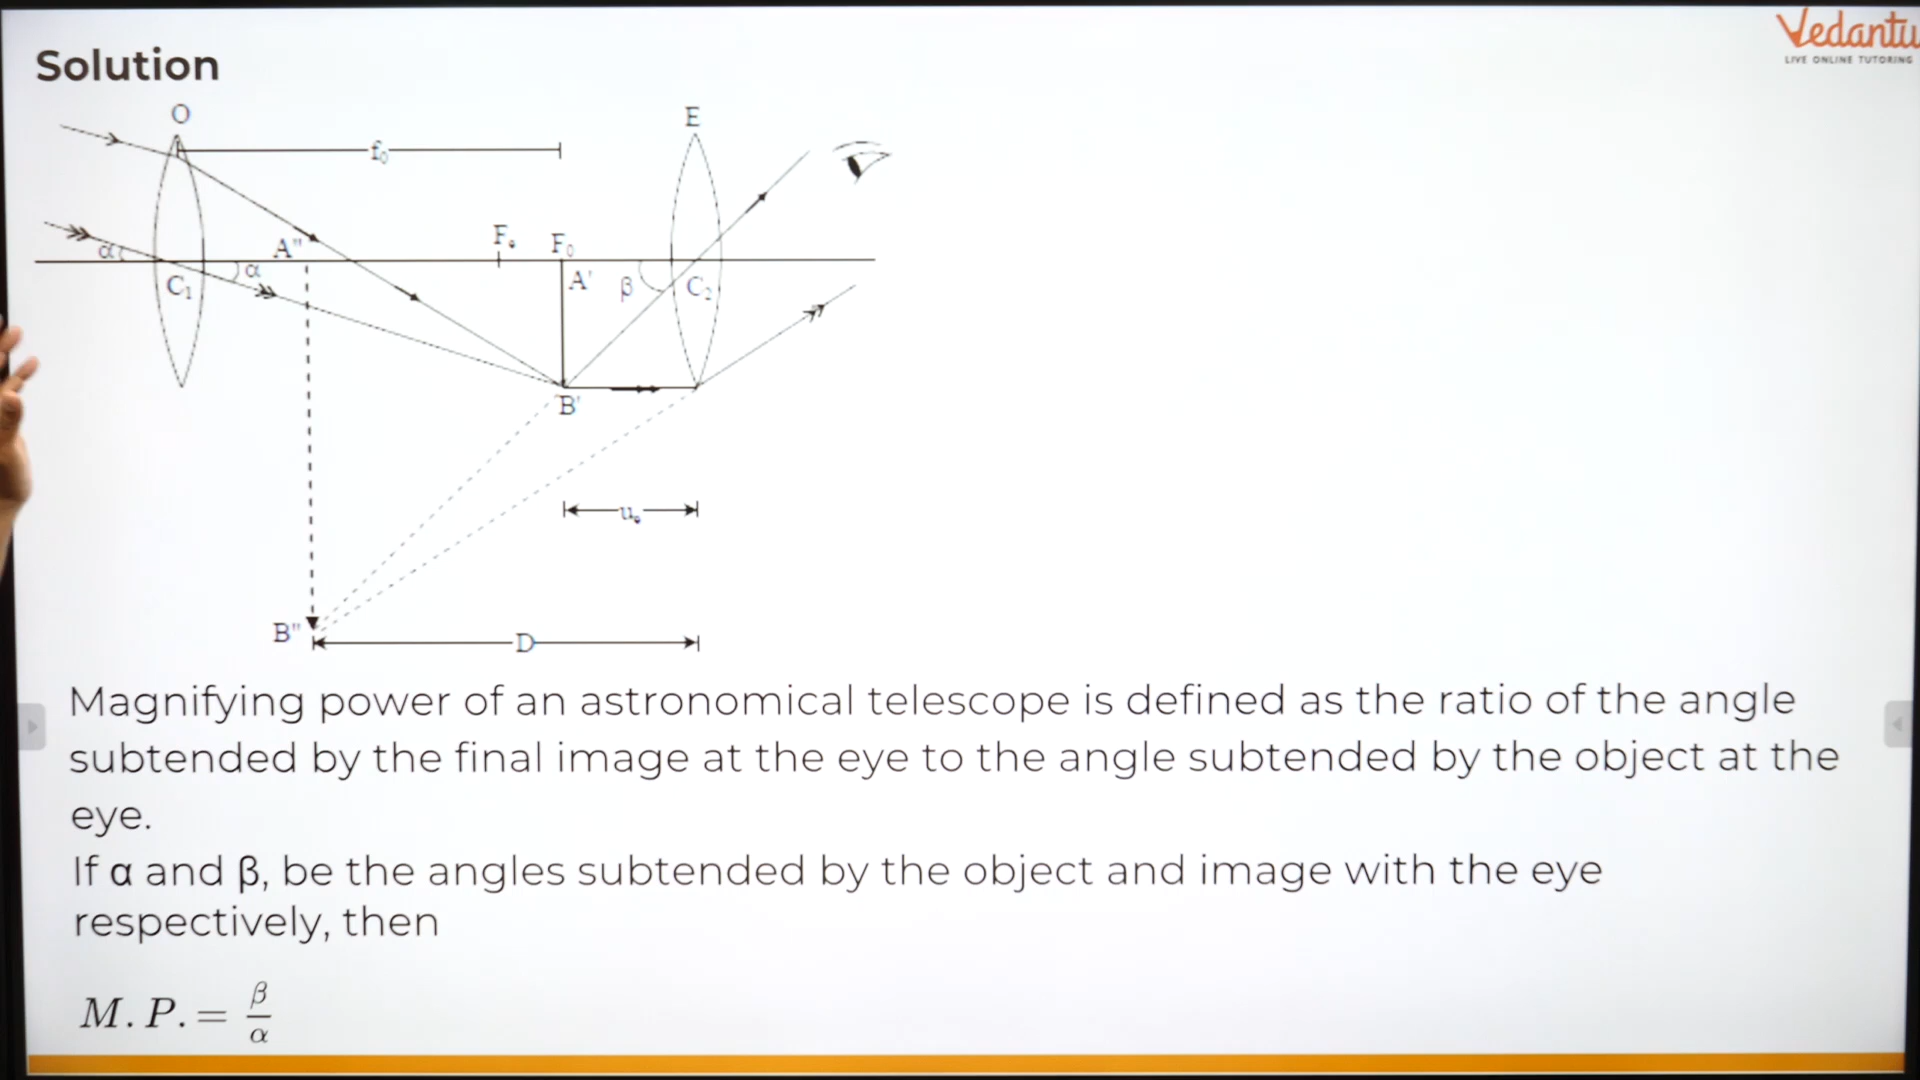 Vedantu
LIVE ONLINE TUTORING
Solution
O
E
f₀
Fₑ
F₀
A"
α
α
C₁
A'
β
C₂
B'
uₑ
B"
D
Magnifying power of an astronomical telescope is defined as the ratio of the angle
subtended by the final image at the eye to the angle subtended by the object at the
eye.
If α and β, be the angles subtended by the object and image with the eye
respectively, then
M. P. = β/α